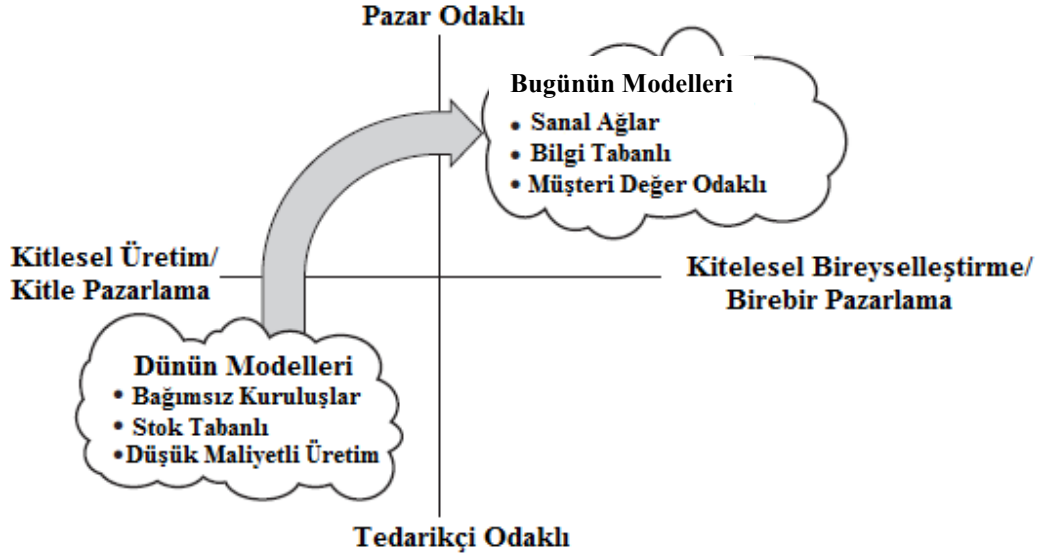 Pazar Odaklı
Bugünün Modelleri
• Sanal Ağlar
• Bilgi Tabanlı
• Müşteri Değer Odaklı
Kitlesel Üretim/
Kitle Pazarlama
Kitelesel Bireyselleştirme/
Birebir Pazarlama
Dünün Modelleri
• Bağımsız Kuruluşlar
• Stok Tabanlı
•Düşük Maliyetli Üretim
Tedarikçi Odaklı